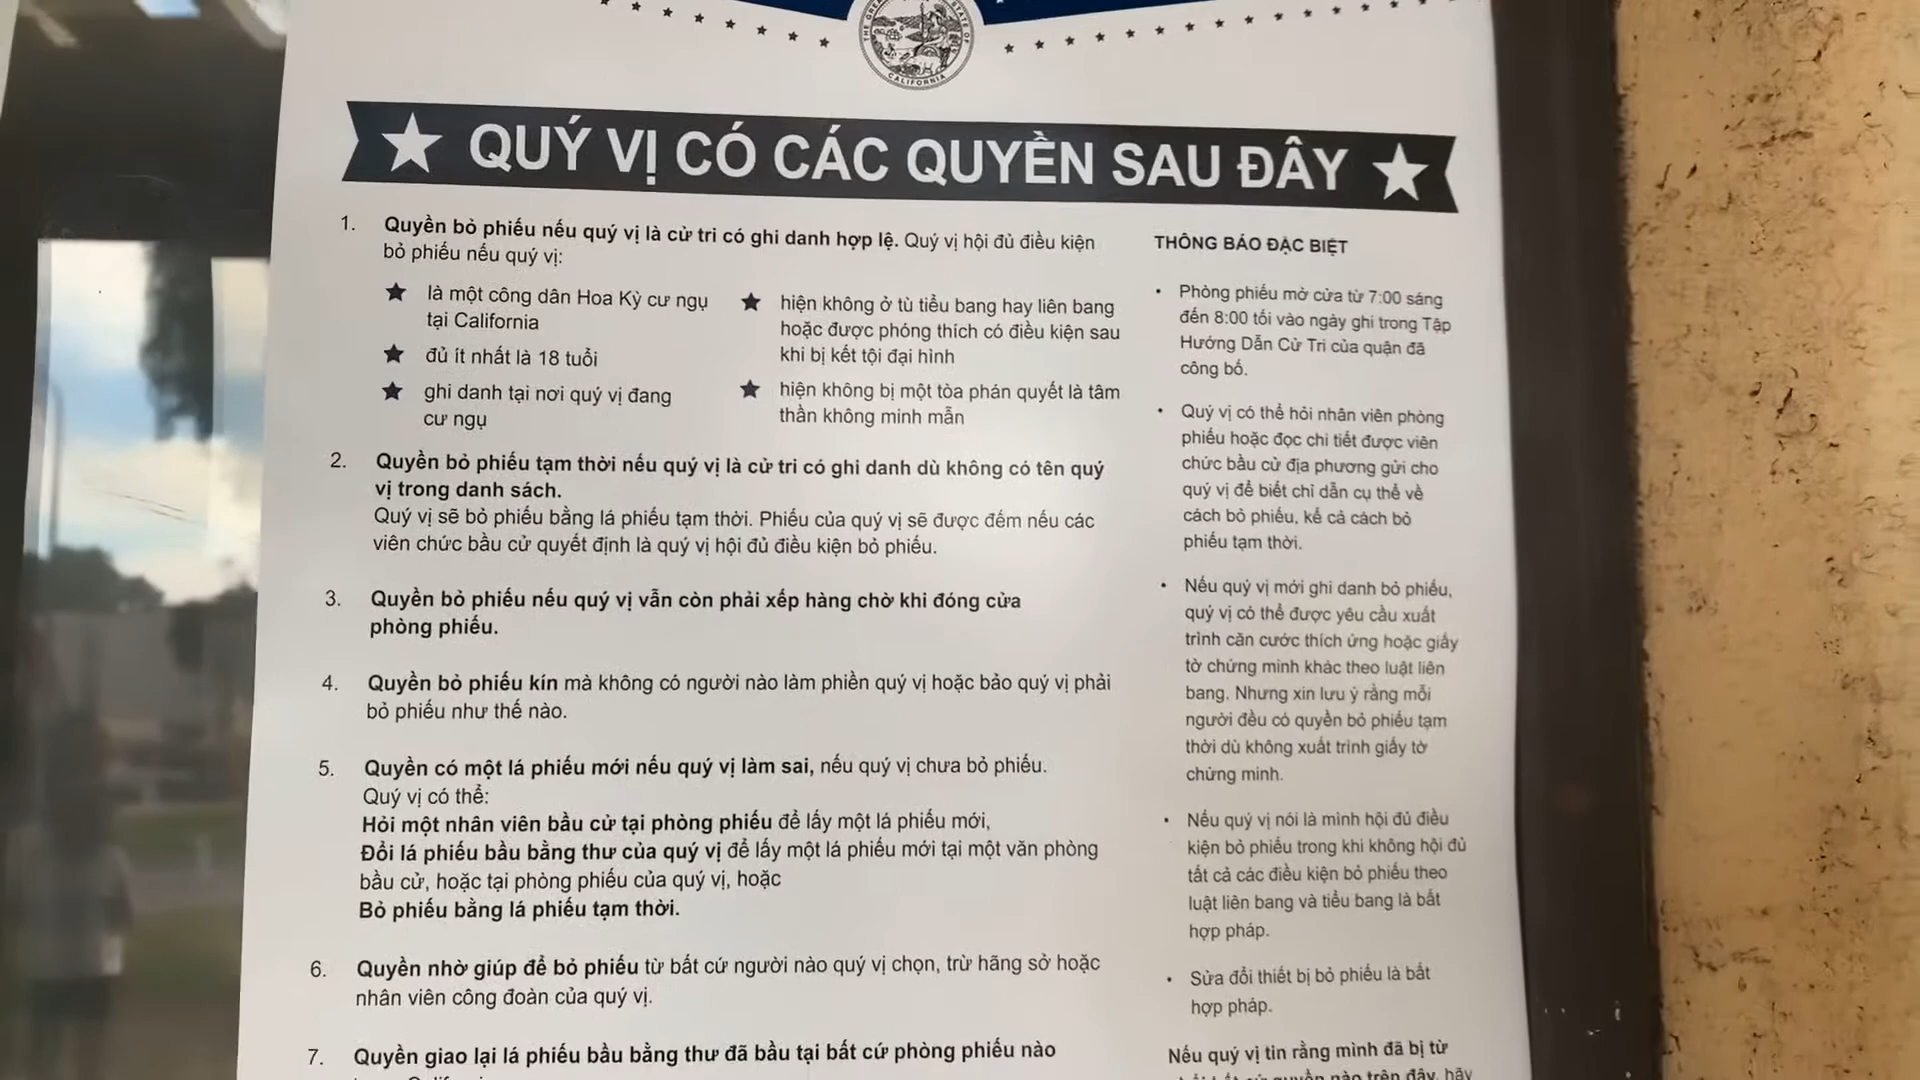 CALIFORNIA
★ QUÝ VỊ CÓ CÁC QUYỀN SAU ĐÂY ★
1. Quyền bỏ phiếu nếu quý vị là cử tri có ghi danh hợp lệ. Quý vị hội đủ điều kiện
bỏ phiếu nếu quý vị:
★ là một công dân Hoa Kỳ cư ngụ
tại California
★ đủ ít nhất là 18 tuổi
★ ghi danh tại nơi quý vị đang
cư ngụ
★ hiện không ở tù tiểu bang hay liên bang
hoặc được phóng thích có điều kiện sau
khi bị kết tội đại hình
★ hiện không bị một tòa phán quyết là tâm
thần không minh mẫn
2. Quyền bỏ phiếu tạm thời nếu quý vị là cử tri có ghi danh dù không có tên quý
vị trong danh sách.
Quý vị sẽ bỏ phiếu bằng lá phiếu tạm thời. Phiếu của quý vị sẽ được đếm nếu các
viên chức bầu cử quyết định là quý vị hội đủ điều kiện bỏ phiếu.
3. Quyền bỏ phiếu nếu quý vị vẫn còn phải xếp hàng chờ khi đóng cửa
phòng phiếu.
4. Quyền bỏ phiếu kín mà không có người nào làm phiền quý vị hoặc bảo quý vị phải
bỏ phiếu như thế nào.
5. Quyền có một lá phiếu mới nếu quý vị làm sai, nếu quý vị chưa bỏ phiếu.
Quý vị có thể:
Hỏi một nhân viên bầu cử tại phòng phiếu để lấy một lá phiếu mới,
Đổi lá phiếu bầu bằng thư của quý vị để lấy một lá phiếu mới tại một văn phòng
bầu cử, hoặc tại phòng phiếu của quý vị, hoặc
Bỏ phiếu bằng lá phiếu tạm thời.
6. Quyền nhờ giúp để bỏ phiếu từ bất cứ người nào quý vị chọn, trừ hãng sở hoặc
nhân viên công đoàn của quý vị.
7. Quyền giao lại lá phiếu bầu bằng thư đã bầu tại bất cứ phòng phiếu nào
THÔNG BÁO ĐẶC BIỆT
• Phòng phiếu mở cửa từ 7:00 sáng
đến 8:00 tối vào ngày ghi trong Tập
Hướng Dẫn Cử Tri của quận đã
công bố.
• Quý vị có thể hỏi nhân viên phòng
phiếu hoặc đọc chi tiết được viên
chức bầu cử địa phương gửi cho
quý vị để biết chỉ dẫn cụ thể về
cách bỏ phiếu, kể cả cách bỏ
phiếu tạm thời.
• Nếu quý vị mới ghi danh bỏ phiếu,
quý vị có thể được yêu cầu xuất
trình căn cước thích ứng hoặc giấy
tờ chứng minh khác theo luật liên
bang. Nhưng xin lưu ý rằng mỗi
người đều có quyền bỏ phiếu tạm
thời dù không xuất trình giấy tờ
chứng minh.
• Nếu quý vị nói là mình hội đủ điều
kiện bỏ phiếu trong khi không hội đủ
tất cả các điều kiện bỏ phiếu theo
luật liên bang và tiểu bang là bất
hợp pháp.
• Sửa đổi thiết bị bỏ phiếu là bất
hợp pháp.
Nếu quý vị tin rằng mình đã bị từ
quyền nào trên đây, hãy